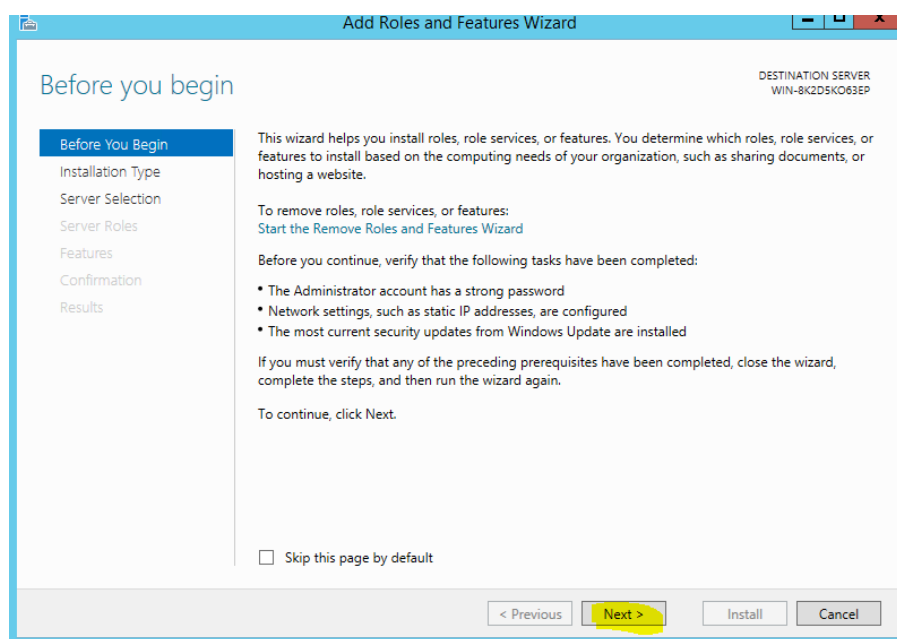 Add Roles and Features Wizard
Before you begin
DESTINATION SERVER
WIN-8K2D5KO63EP
Before You Begin
Installation Type
Server Selection
Server Roles
Features
Confirmation
Results
This wizard helps you install roles, role services, or features. You determine which roles, role services, or
features to install based on the computing needs of your organization, such as sharing documents, or
hosting a website.
To remove roles, role services, or features:
Start the Remove Roles and Features Wizard
Before you continue, verify that the following tasks have been completed:
• The Administrator account has a strong password
• Network settings, such as static IP addresses, are configured
• The most current security updates from Windows Update are installed
If you must verify that any of the preceding prerequisites have been completed, close the wizard,
complete the steps, and then run the wizard again.
To continue, click Next.
Skip this page by default
< Previous
Next >
Install
Cancel